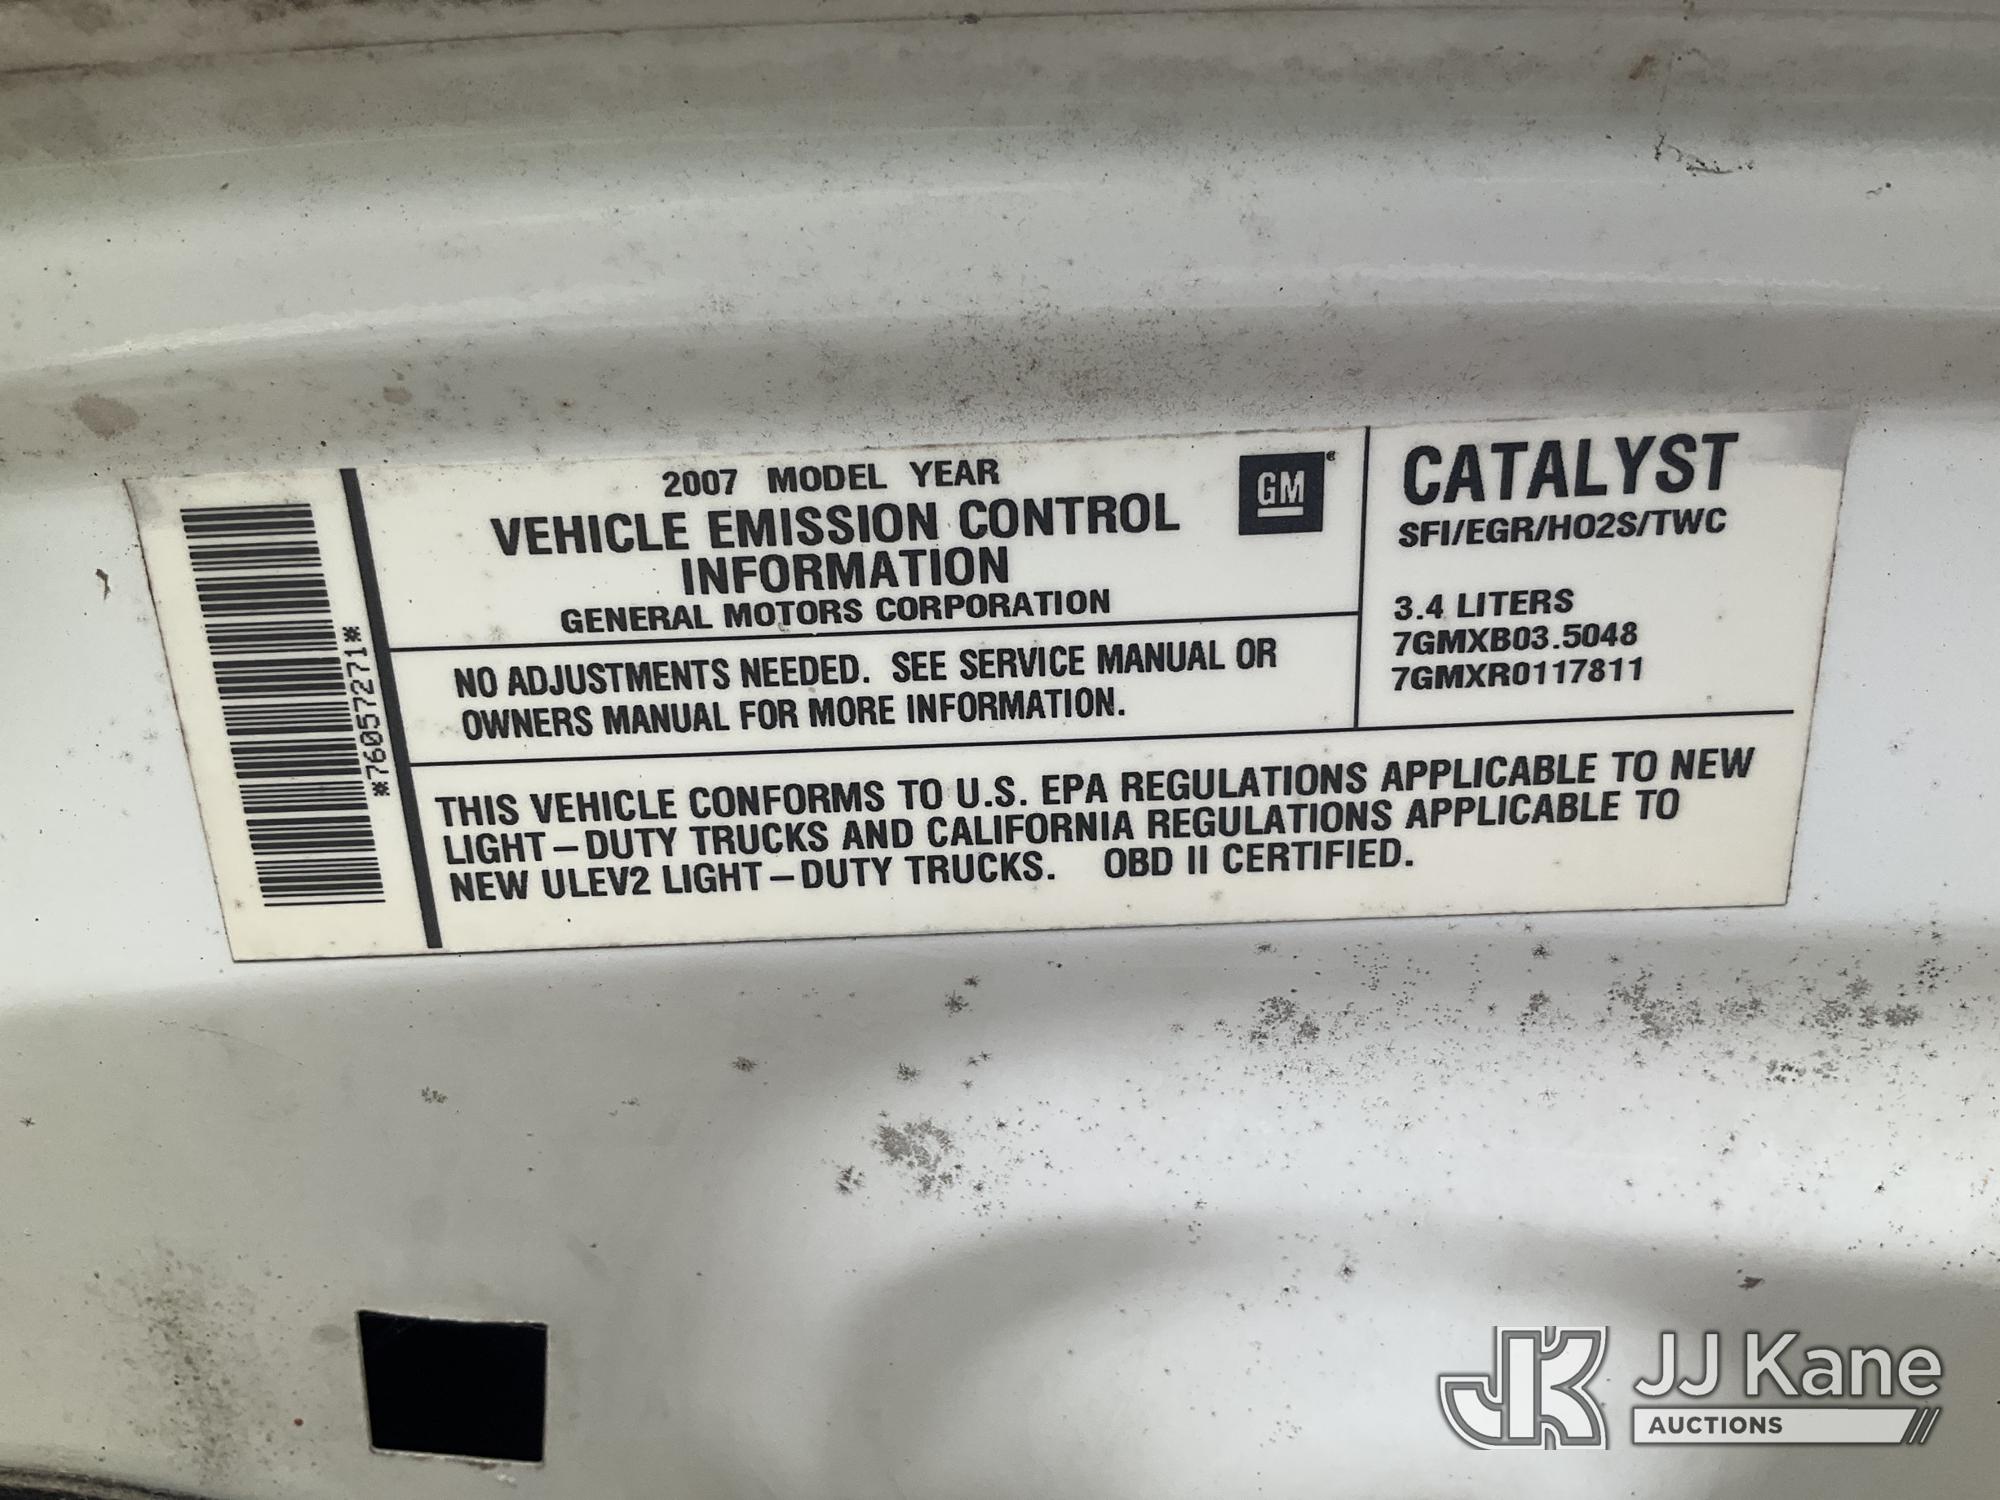 *76057271*
2007 MODEL YEAR
VEHICLE EMISSION CONTROL
INFORMATION
GENERAL MOTORS CORPORATION
GM
CATALYST
SFI/EGR/HO2S/TWC
3.4 LITERS
7GMXB03.5048
7GMXR0117811
NO ADJUSTMENTS NEEDED. SEE SERVICE MANUAL OR
OWNERS MANUAL FOR MORE INFORMATION.
THIS VEHICLE CONFORMS TO U.S. EPA REGULATIONS APPLICABLE TO NEW
LIGHT-DUTY TRUCKS AND CALIFORNIA REGULATIONS APPLICABLE TO
NEW ULEV2 LIGHT-DUTY TRUCKS. OBD II CERTIFIED.
JK JJ Kane
AUCTIONS